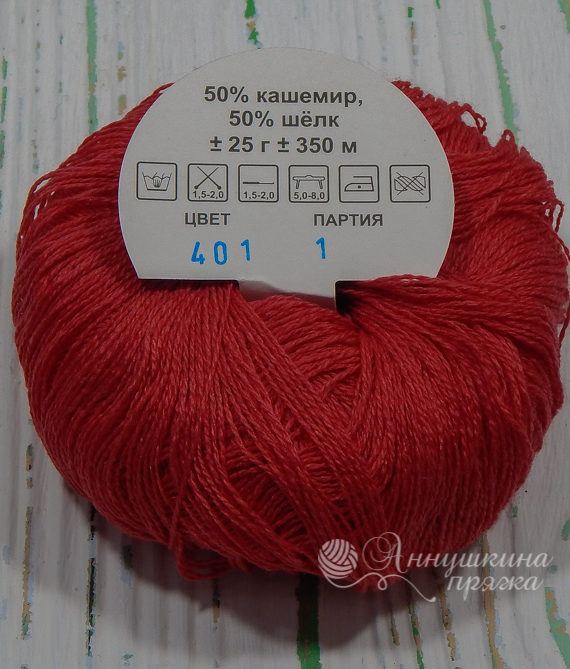 50% кашемир,
50% шёлк
± 25 г ± 350 м
1,5-2,0 1,5-2,0 5,0-8,0
ЦВЕТ ПАРТИЯ
401 1
Аннушкина
пряжа